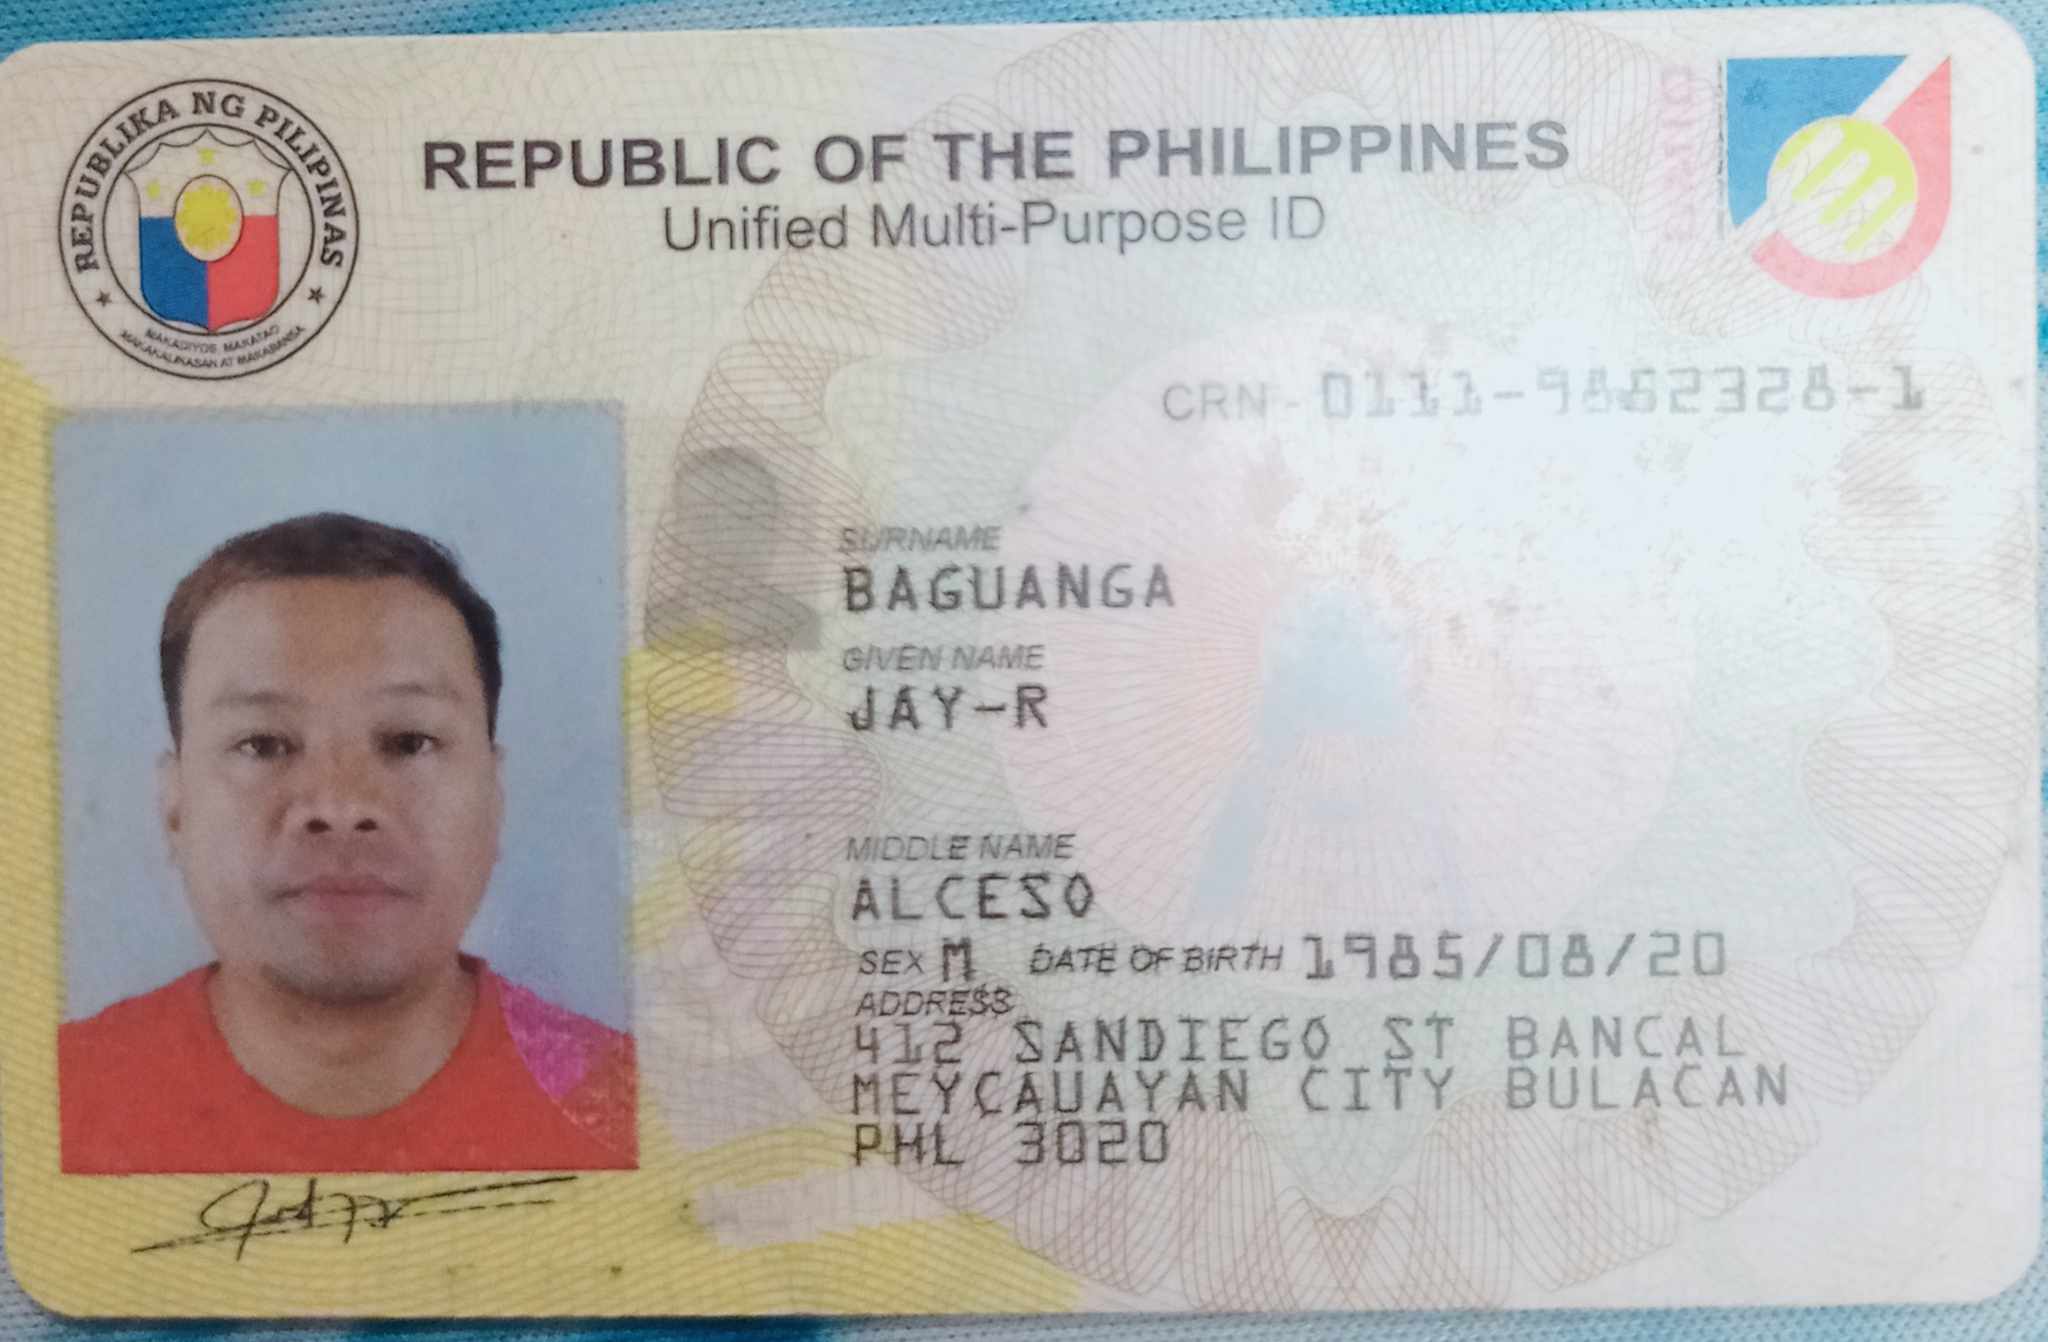 REPUBLIKA NG PILIPINAS
MAKADIYOS, MAKATAO
MAKAKALIKASAN AT MAKABANSA
REPUBLIC OF THE PHILIPPINES
Unified Multi-Purpose ID
CRN - 0111-9882328-1
SURNAME
BAGUANGA
GIVEN NAME
JAY-R
MIDDLE NAME
ALCESO
SEX M DATE OF BIRTH 1985/08/20
ADDRESS
412 SANDIEGO ST BANCAL
MEYCAUAYAN CITY BULACAN
PHL 3020